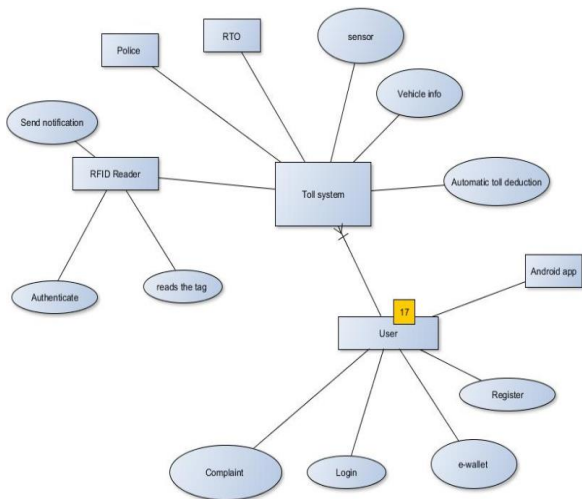 sensor
RTO
Police
Vehicle info
Send notification
RFID Reader
Toll system
Automatic toll deduction
Authenticate
reads the tag
Android app
17
User
Register
Complaint
Login
e-wallet